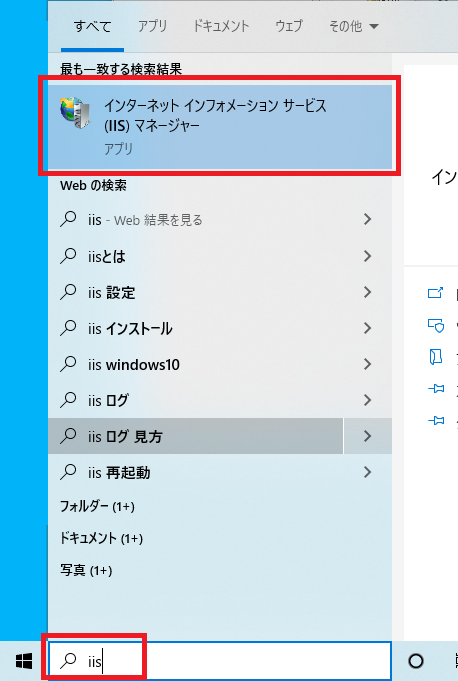 すべて アプリ ドキュメント ウェブ その他
最も一致する検索結果
インターネット インフォメーション サービス
(IIS) マネージャー
アプリ
イン
Web の検索
iis - Web 結果を見る
iisとは
iis 設定
iis インストール
iis windows10
iis ログ
iis ログ 見方
iis 再起動
フォルダー (1+)
ドキュメント (1+)
写真 (1+)
iis